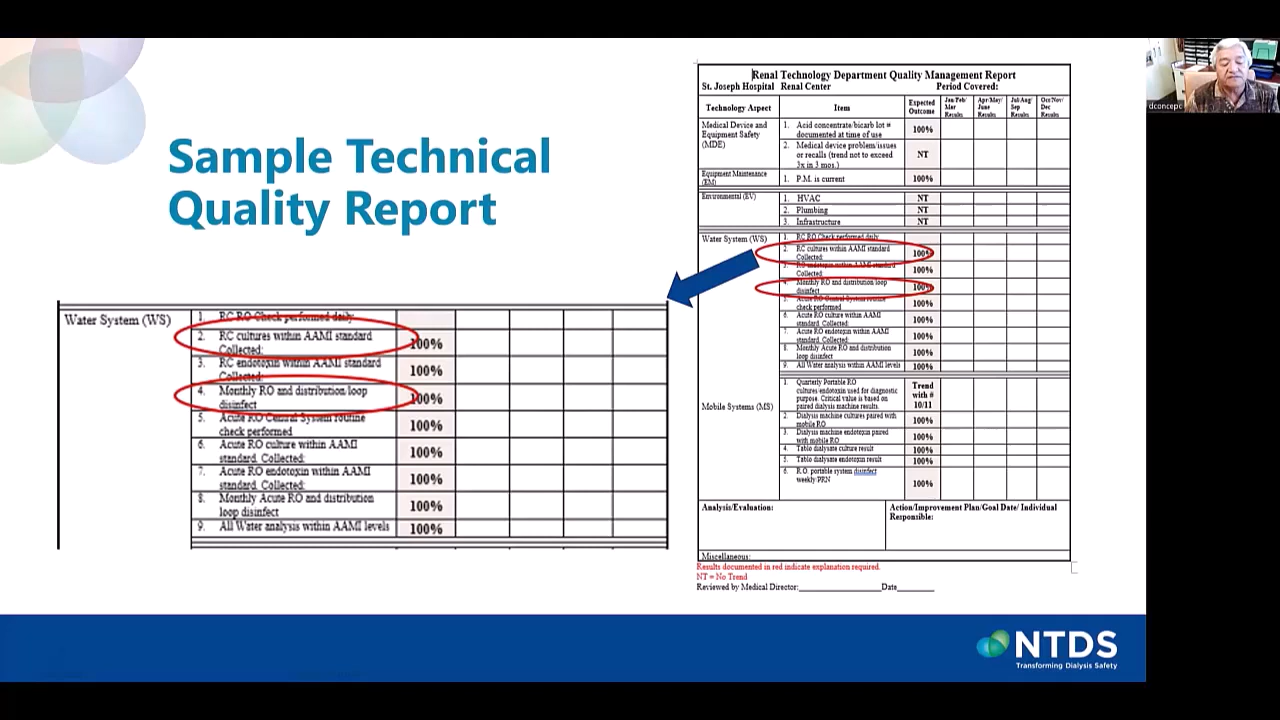 Sample Technical
Quality Report
Water System (WS)
1. RC RO Check performed daily
2. RC cultures within AAMI standard
Collected: 100%
3. RC endotoxin within AAMI standard
Collected: 100%
4. Monthly RO and distribution loop
disinfect 100%
5. Acute RO Central System routine
check performed 100%
6. Acute RO culture within AAMI
standard. Collected: 100%
7. Acute RO endotoxin within AAMI
standard. Collected: 100%
8. Monthly Acute RO and distribution
loop disinfect 100%
9. All Water analysis within AAMI levels 100%
Renal Technology Department Quality Management Report
St. Joseph Hospital Renal Center Period Covered:
Technology Aspect Item Expected
Outcome
Jan/Feb/
Mar
Results
Apr/May/
June
Results
Jul/Aug/
Sep
Results
Oct/Nov/
Dec
Results
Medical Device and
Equipment Safety
(MDE)
1. Acid concentrate/bicarb lot #
documented at time of use 100%
2. Medical device problem/issues
or recalls (trend not to exceed
3x in 3 mos.) NT
Equipment Maintenance
(EM)
1. P.M. is current 100%
Environmental (EV)
1. HVAC NT
2. Plumbing NT
3. Infrastructure NT
Water System (WS)
1. RC RO Check performed daily
2. RC cultures within AAMI standard
Collected: 100%
3. RC endotoxin within AAMI standard
Collected: 100%
4. Monthly RO and distribution loop
disinfect 100%
5. Acute RO Central System routine
check performed 100%
6. Acute RO culture within AAMI
standard. Collected: 100%
7. Acute RO endotoxin within AAMI
standard. Collected: 100%
8. Monthly Acute RO and distribution
loop disinfect 100%
9. All Water analysis within AAMI levels 100%
Mobile Systems (MS)
1. Quarterly Portable RO
cultures/endotoxin used for diagnostic
purpose. Critical value is based on
paired dialysis machine results.
Trend
with #
10/11
2. Dialysis machine cultures paired with
mobile RO 100%
3. Dialysis machine endotoxin paired
with mobile RO 100%
4. Tablo dialysate culture result 100%
5. Tablo dialysate endotoxin result 100%
6. R.O. portable system disinfect
weekly/PRN 100%
Analysis/Evaluation:
Action/Improvement Plan/Goal Date/ Individual
Responsible:
Miscellaneous:
Results documented in red indicate explanation required.
NT = No Trend
Reviewed by Medical Director: Date
NTDS
Transforming Dialysis Safety
dconcepc